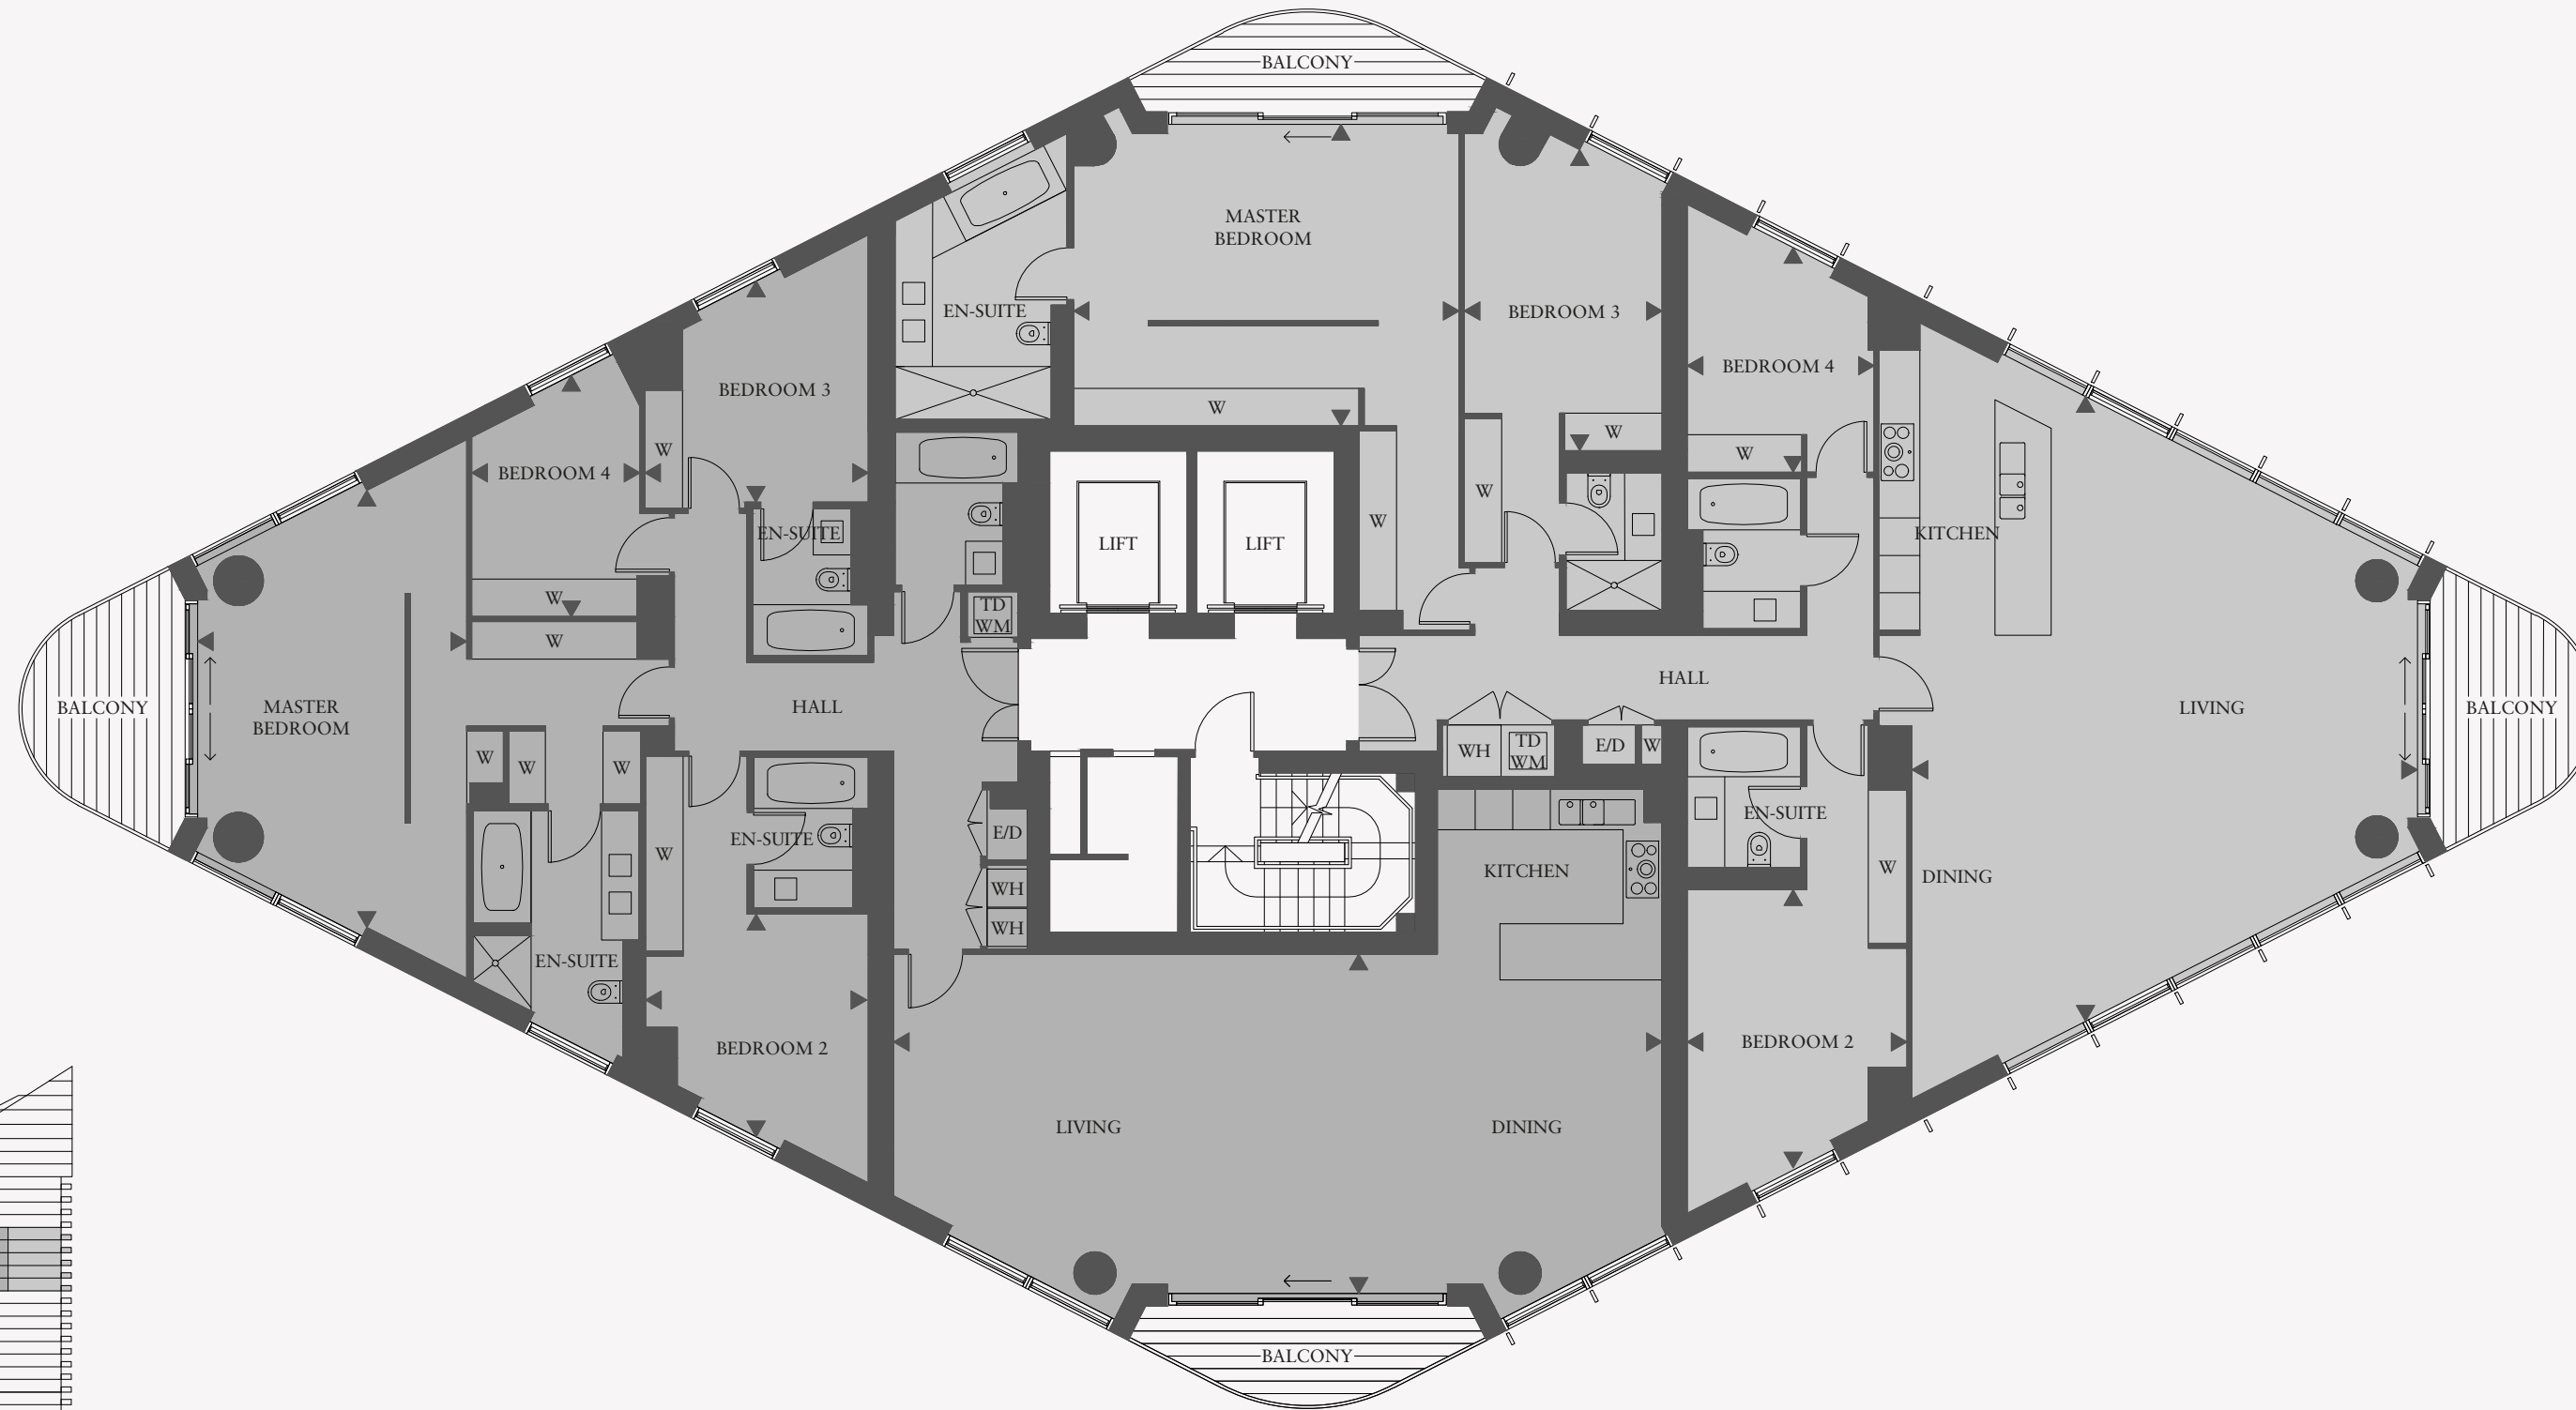 BALCONY
MASTER
BEDROOM
EN-SUITE
BEDROOM 3
BEDROOM 4
BEDROOM 3
W
W
W
W
BEDROOM 4
W
W
W
EN-SUITE
LIFT
LIFT
KITCHEN
W
W
TD
WM
HALL
BALCONY
MASTER
BEDROOM
HALL
LIVING
BALCONY
W
W
W
WH
TD
WM
E/D
W
EN-SUITE
E/D
EN-SUITE
W
KITCHEN
W
DINING
WH
WH
EN-SUITE
BEDROOM 2
BEDROOM 2
LIVING
DINING
BALCONY